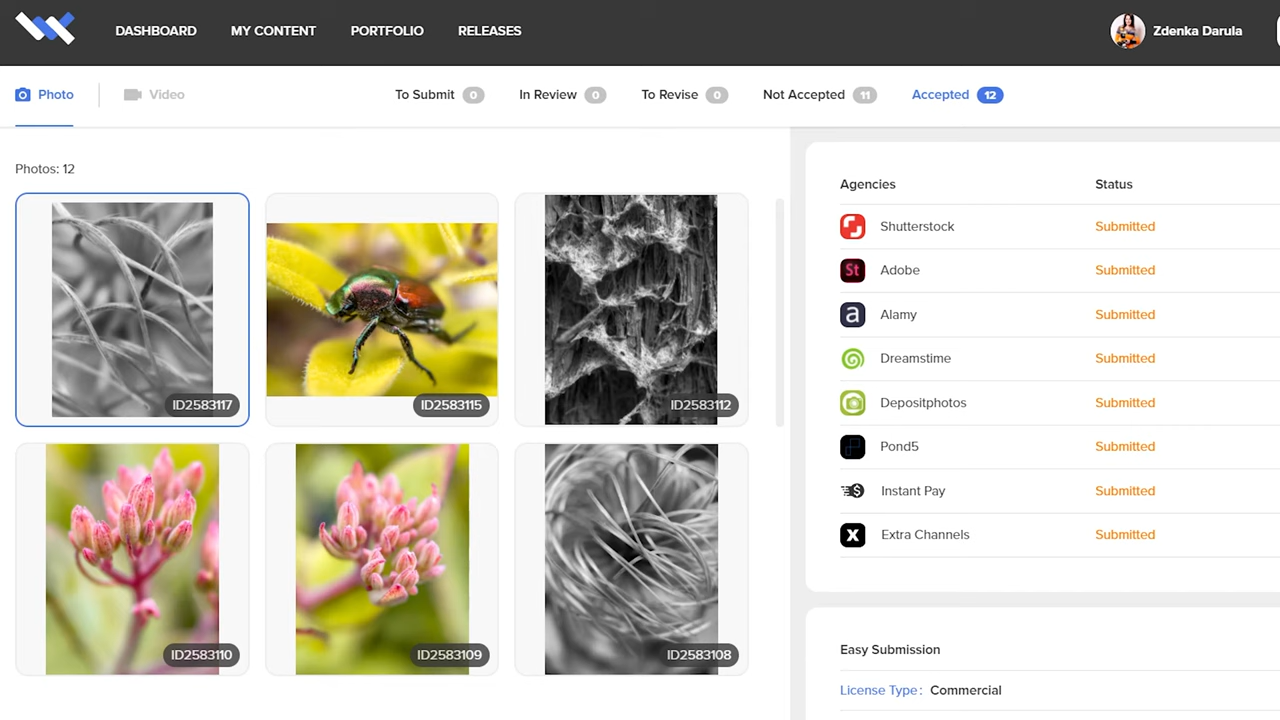 DASHBOARD MY CONTENT PORTFOLIO RELEASES Zdenka Darula
Photo Video To Submit 0 In Review 0 To Revise 0 Not Accepted 11 Accepted 12
Photos: 12
ID2583117 ID2583115 ID2583112
ID2583110 ID2583109 ID2583108
Agencies Status
Shutterstock Submitted
St Adobe Submitted
a Alamy Submitted
Dreamstime Submitted
Depositphotos Submitted
P Pond5 Submitted
$ Instant Pay Submitted
X Extra Channels Submitted
Easy Submission
License Type: Commercial